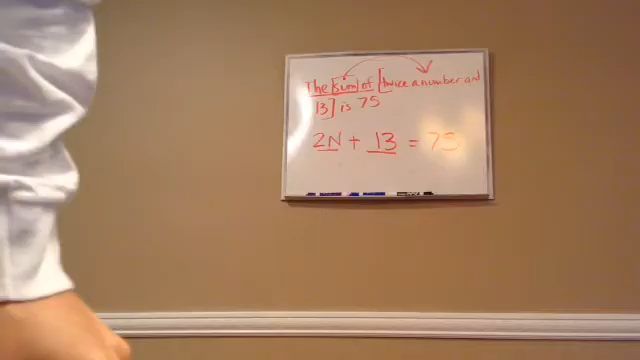 The [sum] of [twice a number and
13] is 75
2N + 13 = 75